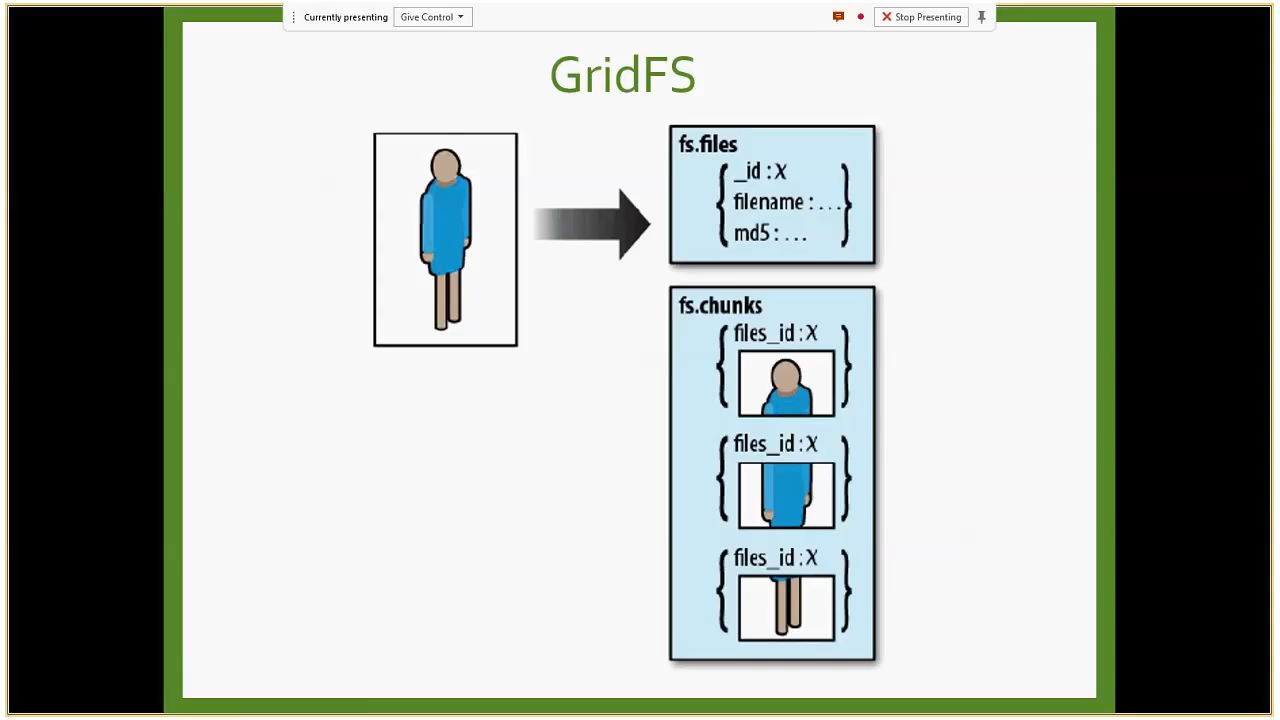 Currently presenting
Give Control
Stop Presenting
GridFS
fs.files
{ _id : X
filename : ...
md5 : ... }
fs.chunks
{ files_id : X }
{ files_id : X }
{ files_id : X }